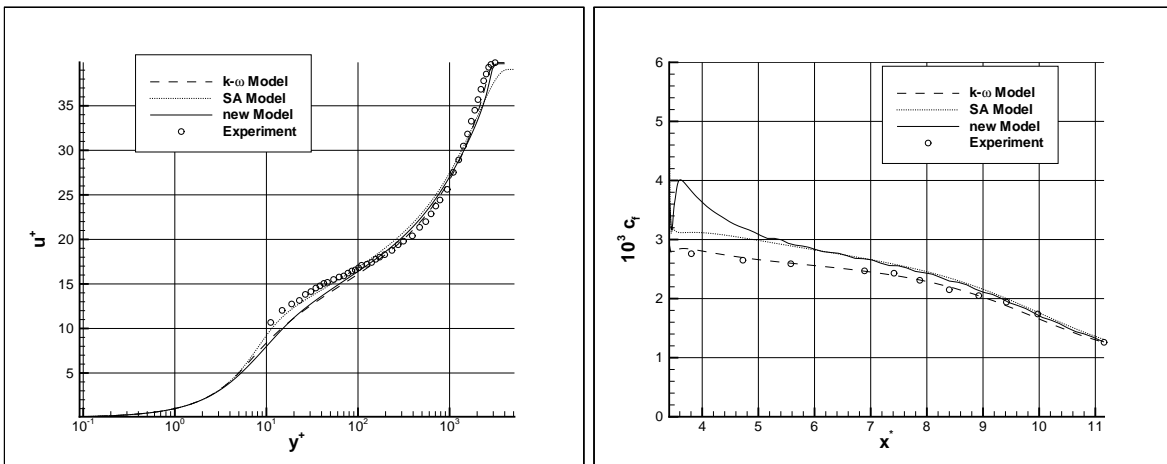 k-ω Model
SA Model
new Model
Experiment
u⁺
35
30
25
20
15
10
5
10⁻¹ 10⁰ 10¹ 10² 10³
y⁺
k-ω Model
SA Model
new Model
Experiment
10³ c_f
6
5
4
3
2
1
0
4 5 6 7 8 9 10 11
x*